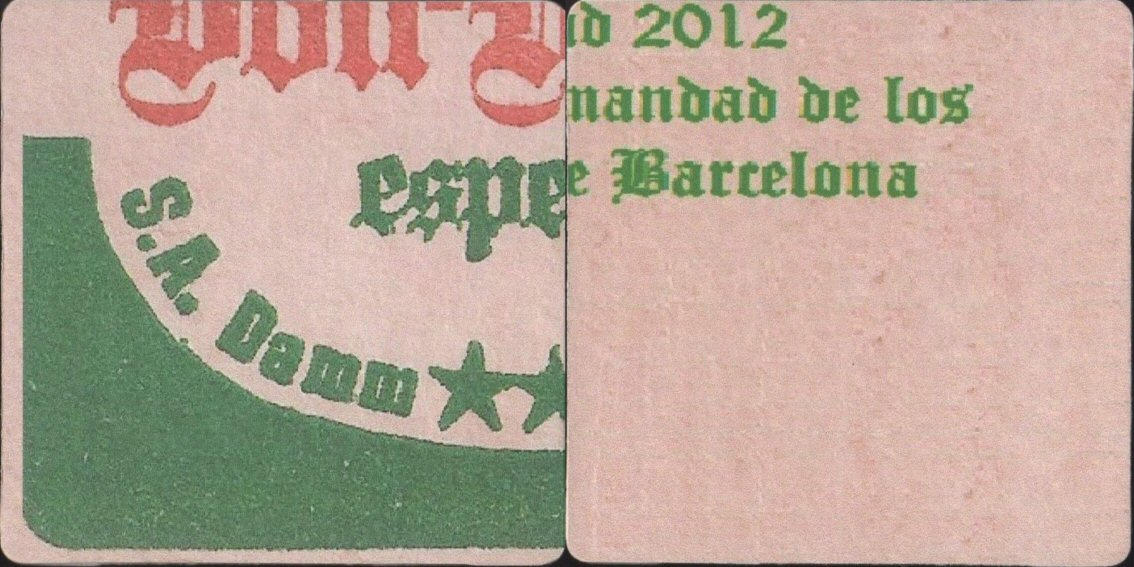 espe
S.A. Damm
d 2012
mandad de los
e Barcelona